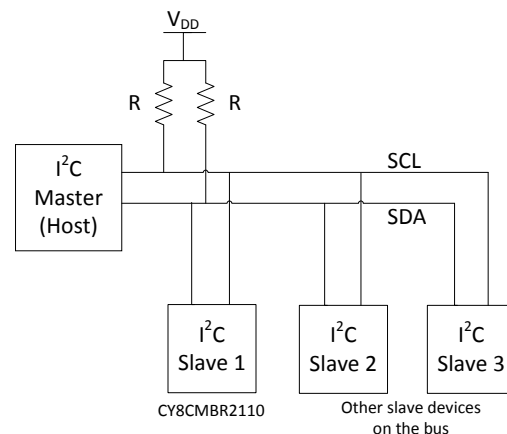 V_DD
R R
I²C
Master
(Host)
SCL
SDA
I²C
Slave 1
I²C
Slave 2
I²C
Slave 3
CY8CMBR2110
Other slave devices
on the bus